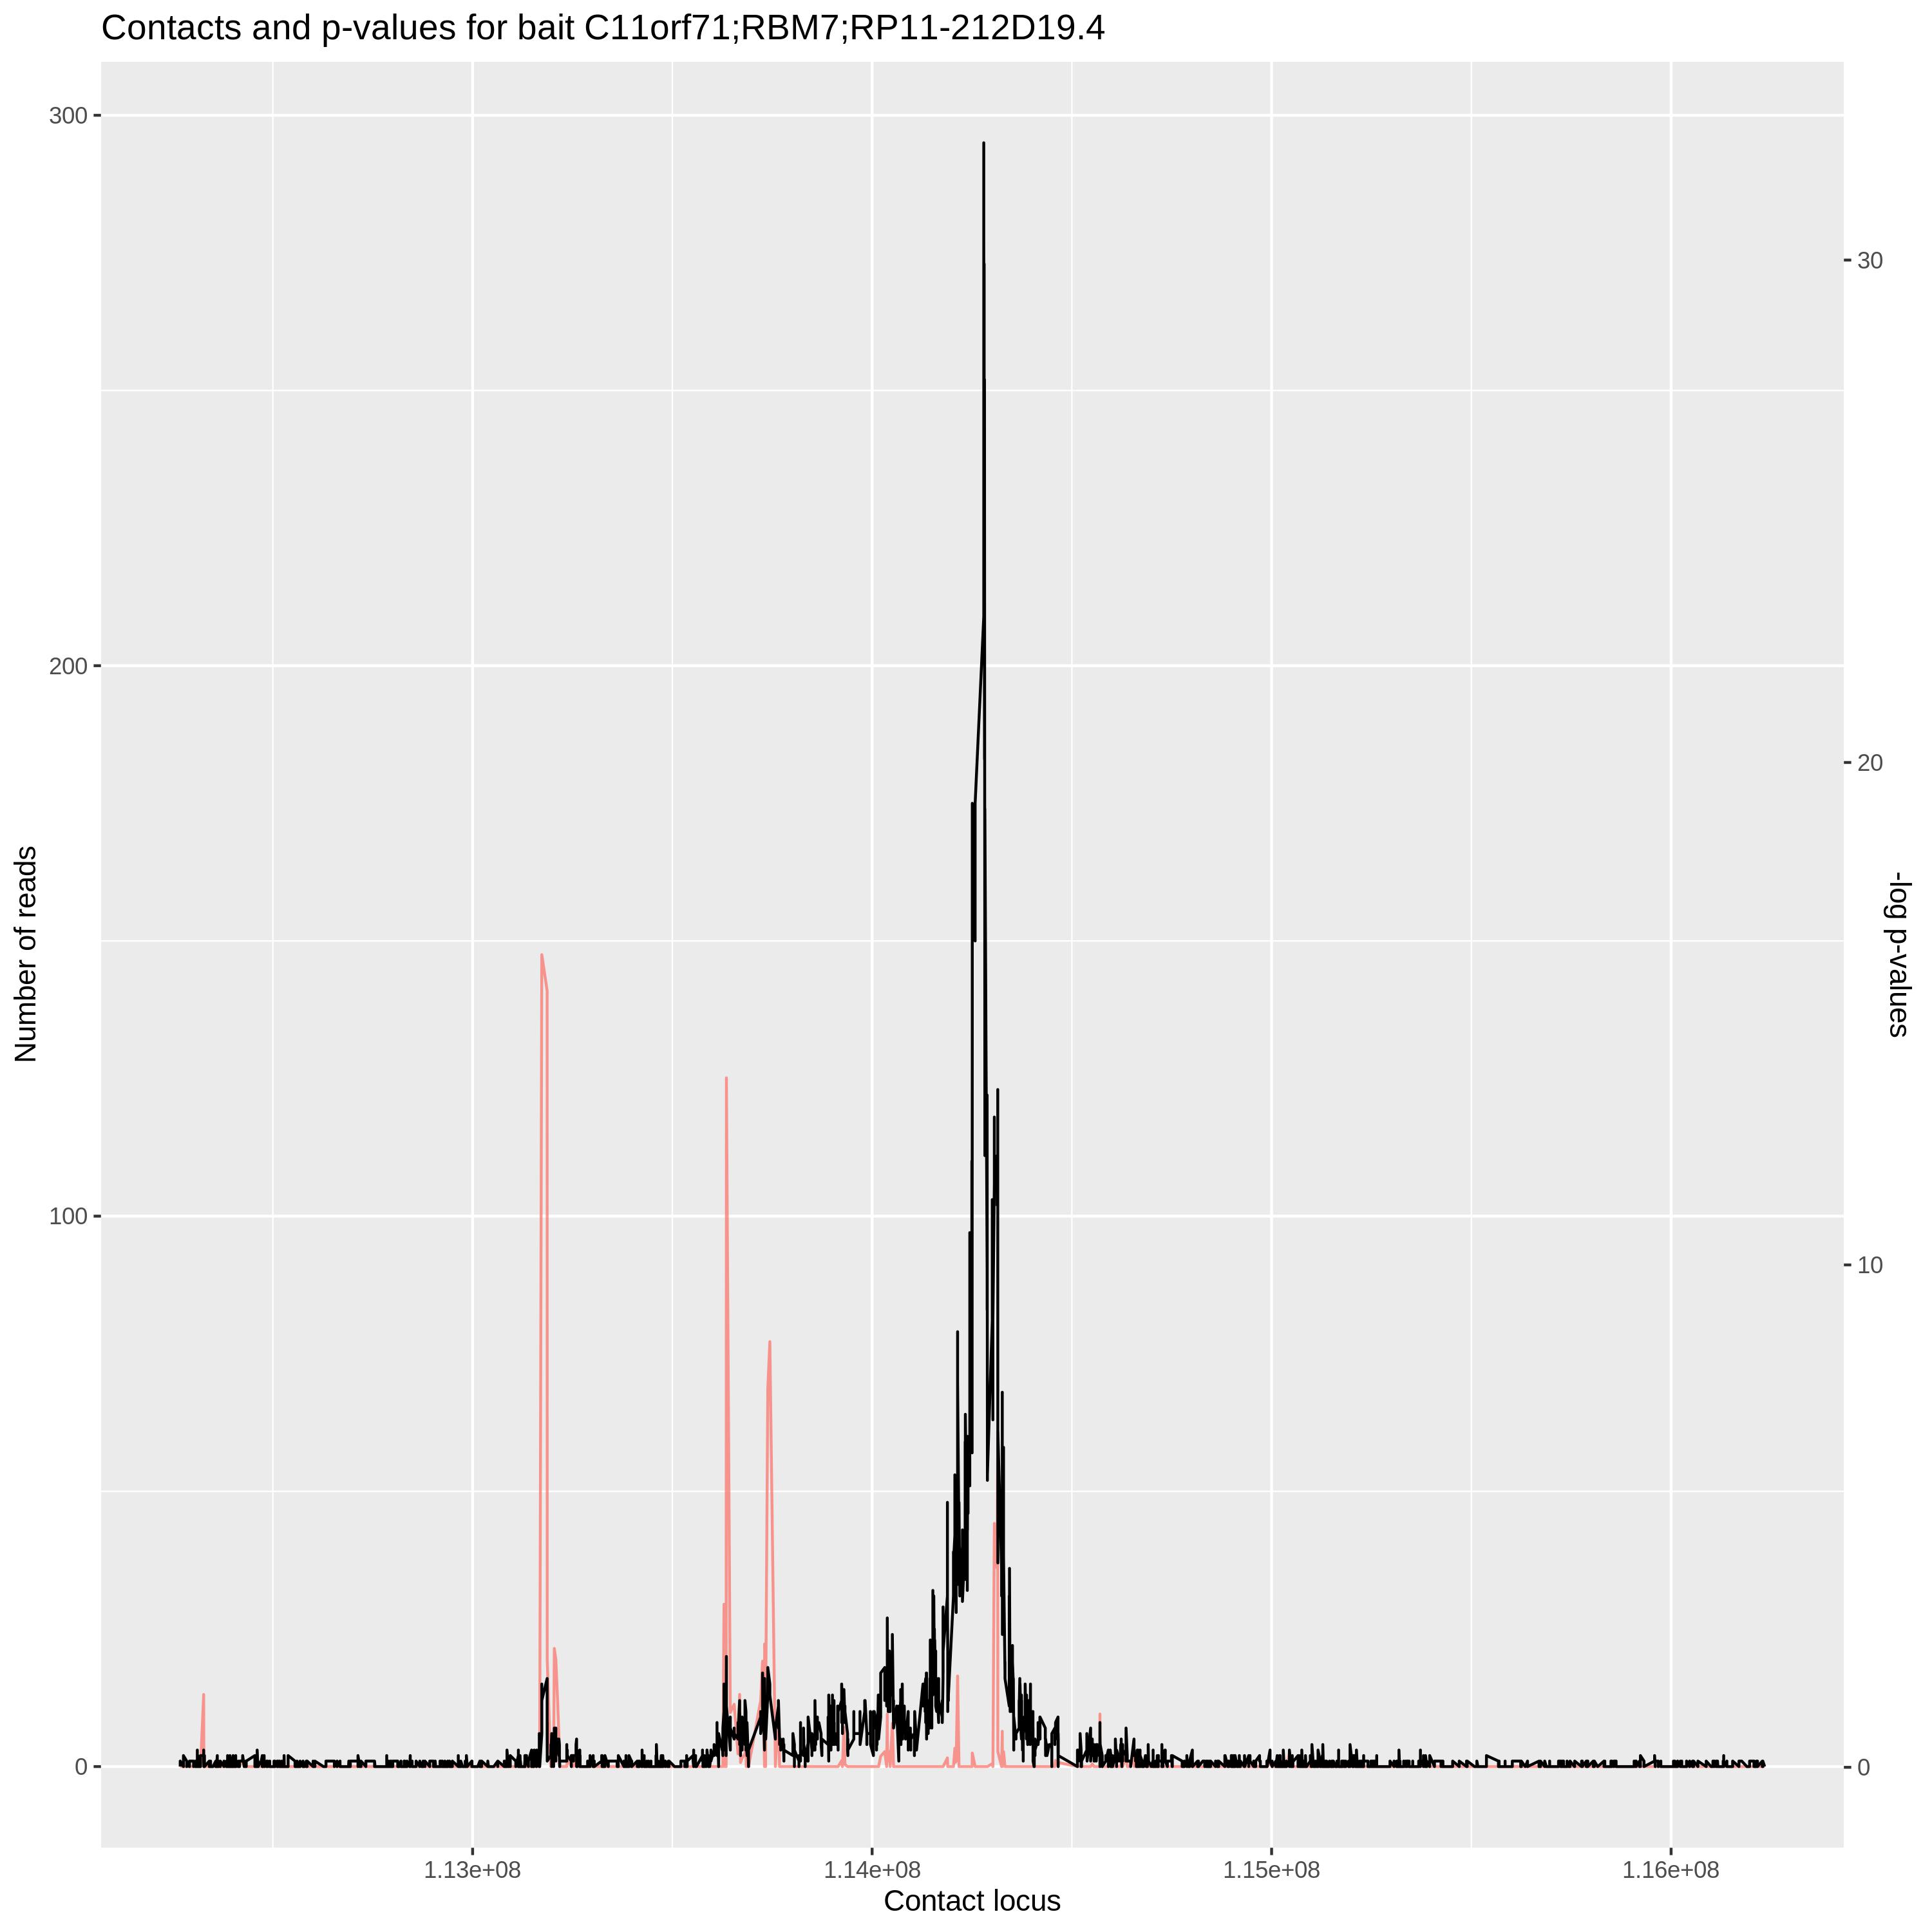 Contacts and p-values for bait C11orf71;RBM7;RP11-212D19.4
300
200
100
0
Number of reads
30
20
10
0
-log p-values
1.13e+08
1.14e+08
1.15e+08
1.16e+08
Contact locus